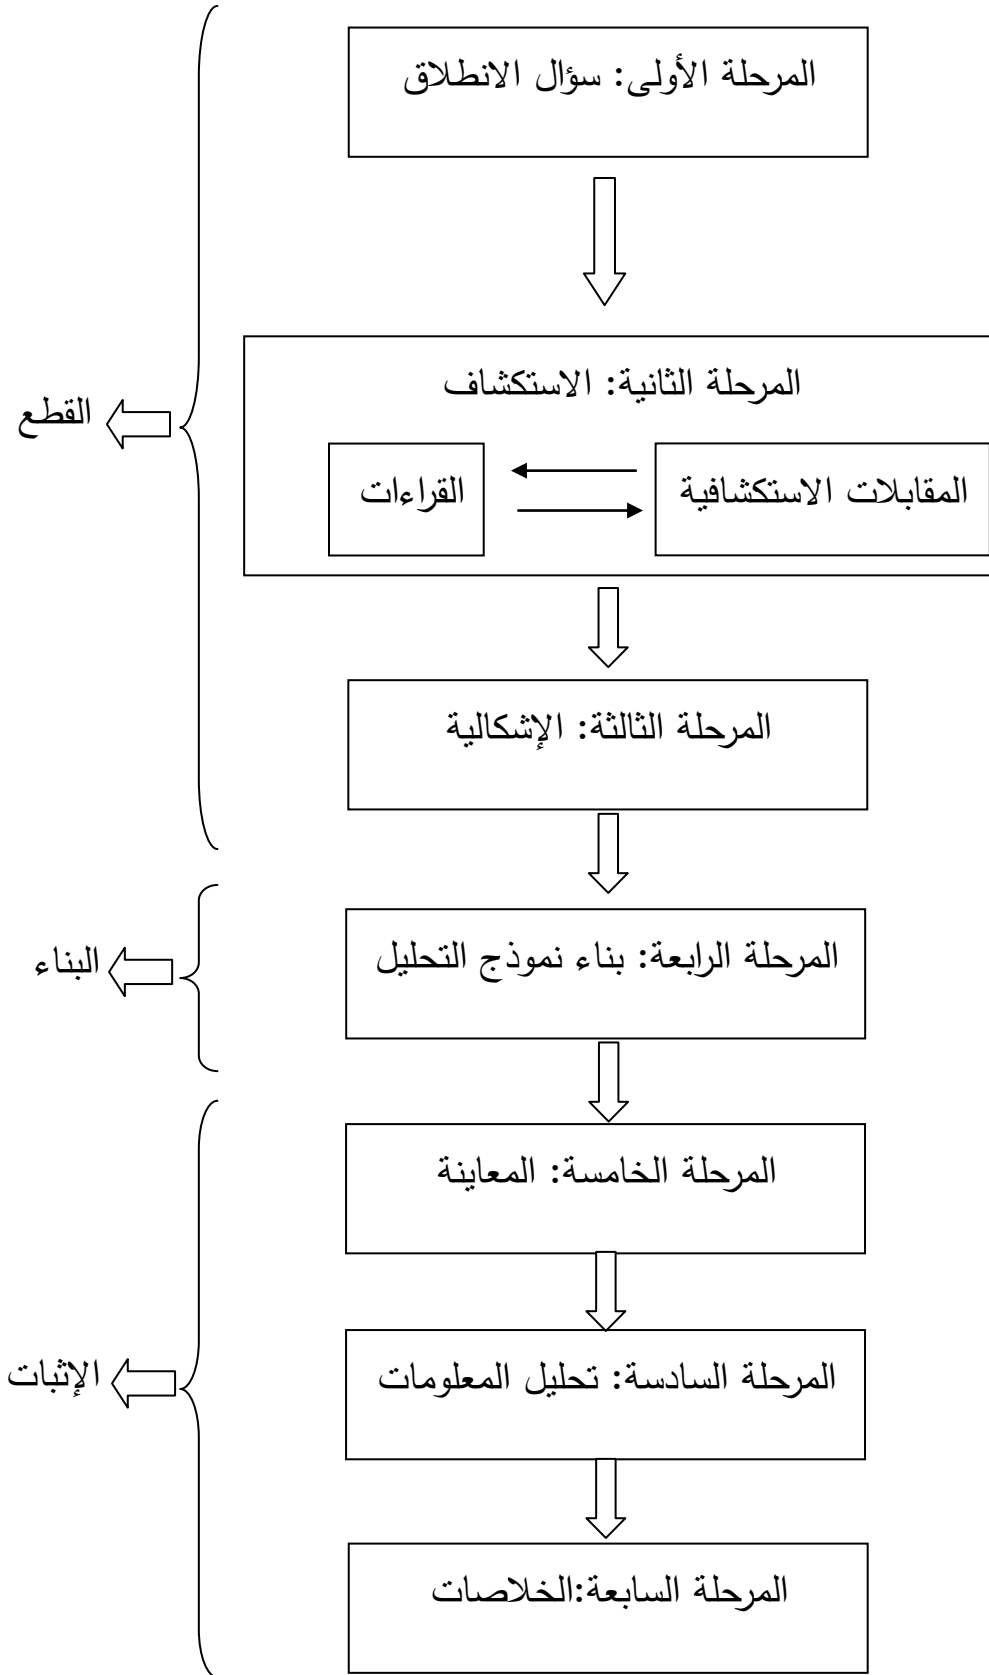 المرحلة الأولى: سؤال الانطلاق
المرحلة الثانية: الاستكشاف
المقابلات الاستكشافية
القراءات
القطع
المرحلة الثالثة: الإشكالية
المرحلة الرابعة: بناء نموذج التحليل
البناء
المرحلة الخامسة: المعاينة
المرحلة السادسة: تحليل المعلومات
الإثبات
المرحلة السابعة:الخلاصات